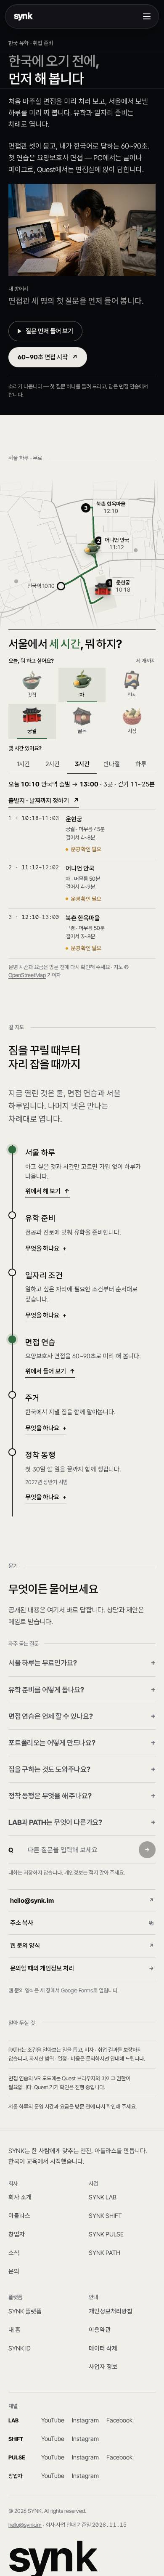 synk
한국 유학 · 취업 준비
한국에 오기 전에,
먼저 해 봅니다
처음 마주할 면접을 미리 치러 보고, 서울에서 보낼
하루를 미리 짜 봅니다. 유학과 일자리 준비는
차례로 엽니다.
면접관 셋이 묻고, 내가 한국어로 답하는 60~90초.
첫 연습은 요양보호사 면접 — PC에서는 글이나
마이크로, Quest에서는 면접실에 앉아 답합니다.
내 방에서
면접관 세 명의 첫 질문을 먼저 들어 봅니다.
▶ 질문 먼저 들어 보기
60~90초 면접 시작 ↗
소리가 나옵니다 — 첫 질문 하나를 들려 드리고, 답은 면접 연습에서
합니다.
서울 하루 · 무료
3 북촌 한옥마을
12:10
2 어니언 안국
11:12
안국역 10:10
1 운현궁
10:18
서울에서 세 시간, 뭐 하지?
오늘, 뭐 하고 싶어요?
세 개까지
맛집
차
전시
궁궐
골목
시장
몇 시간 있어요?
1시간
2시간
3시간
반나절
하루
오늘 10:10 안국역 출발 → 13:00 · 3곳 · 걷기 11–25분
출발지 · 날짜까지 정하기 ↗
1 · 10:18–11:03
운현궁
궁궐 · 머무름 45분
걸어서 4–8분
운영 확인 필요
2 · 11:12–12:02
어니언 안국
차 · 머무름 50분
걸어서 4–9분
운영 확인 필요
3 · 12:10–13:00
북촌 한옥마을
구경 · 머무름 50분
걸어서 3–8분
운영 확인 필요
운영 시간과 요금은 방문 전에 다시 확인해 주세요 · 지도 ©
OpenStreetMap 기여자
길 지도
짐을 꾸릴 때부터
자리 잡을 때까지
지금 열린 것은 둘, 면접 연습과 서울
하루입니다. 나머지 넷은 만나는
차례대로 엽니다.
서울 하루
하고 싶은 것과 시간만 고르면 가입 없이 하루가
나옵니다.
위에서 해 보기 ↑
유학 준비
전공과 진로에 맞춰 유학을 준비합니다.
무엇을 하나요 +
일자리 조건
일하고 싶은 자리에 필요한 조건부터 순서대로
짚습니다.
무엇을 하나요 +
면접 연습
요양보호사 면접을 60~90초로 미리 해 봅니다.
위에서 들어 보기 ↑
주거
한국에서 지낼 집을 함께 알아봅니다.
무엇을 하나요 +
정착 동행
첫 30일 할 일을 끝까지 함께 챙깁니다.
2027년 상반기 시범
무엇을 하나요 +
묻기
무엇이든 물어보세요
공개된 내용은 여기서 바로 답합니다. 상담과 제안은
메일로 받습니다.
자주 묻는 질문
서울 하루는 무료인가요?
유학 준비를 어떻게 돕나요?
면접 연습은 언제 할 수 있나요?
포트폴리오는 어떻게 만드나요?
집을 구하는 것도 도와주나요?
정착 동행은 무엇을 해 주나요?
LAB과 PATH는 무엇이 다른가요?
Q 다른 질문을 입력해 보세요
대화는 저장하지 않습니다. 개인정보는 적지 말아 주세요.
hello@synk.im ↗
주소 복사
웹 문의 양식 ↗
문의할 때의 개인정보 처리 →
웹 문의 양식은 새 창에서 Google Forms로 열립니다.
알아 두실 것
PATH는 조건을 알아보는 일을 돕고, 비자 · 취업 결과를 보장하지
않습니다. 자세한 범위 · 일정 · 비용은 문의하시면 안내해 드립니다.
면접 연습의 VR 모드에는 Quest 브라우저와 마이크 권한이
필요합니다. Quest 기기 확인은 진행 중입니다.
서울 하루의 운영 시간과 요금은 방문 전에 다시 확인해 주세요.
SYNK는 한 사람에게 맞추는 엔진, 아뜰라스를 만듭니다.
한국어 교육에서 시작했습니다.
회사
회사 소개
아틀라스
창업자
소식
문의
사업
SYNK LAB
SYNK SHIFT
SYNK PULSE
SYNK PATH
플랫폼
SYNK 플랫폼
내 홈
SYNK ID
안내
개인정보처리방침
이용약관
데이터 삭제
사업자 정보
채널
LAB YouTube Instagram Facebook
SHIFT YouTube Instagram
PULSE YouTube Instagram Facebook
창업자 YouTube Instagram
© 2026 SYNK. All rights reserved.
hello@synk.im · 회사·사업 안내 기준일 2026.11.15
synk